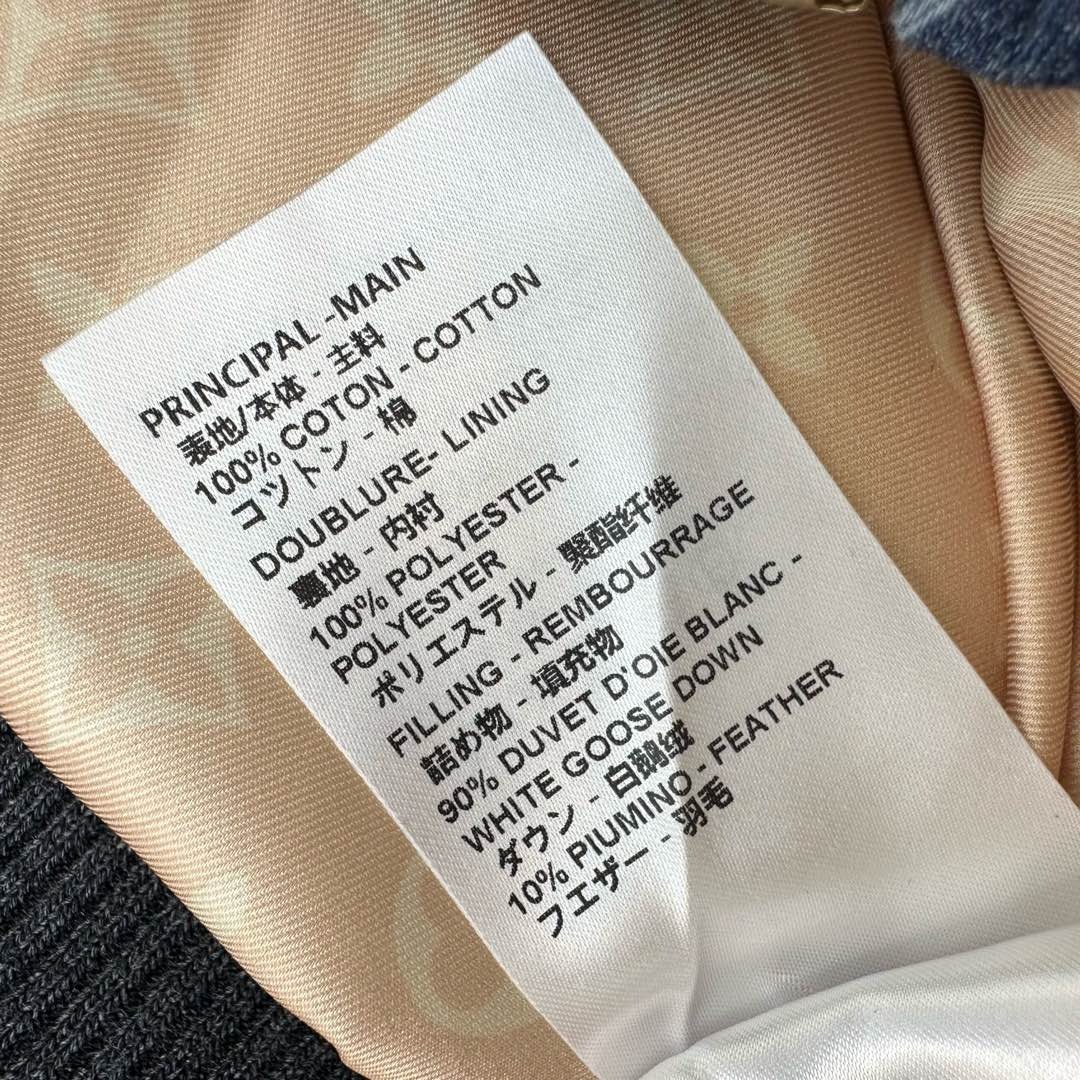 PRINCIPAL -MAIN
表地/本体 - 主料
100% COTON - COTTON
コットン - 棉
DOUBLURE- LINING
裏地 - 内衬
100% POLYESTER -
POLYESTER
ポリエステル - 聚酯纤维
FILLING - REMBOURRAGE
詰め物 - 填充物
90% DUVET D'OIE BLANC -
WHITE GOOSE DOWN
ダウン - 白鹅绒
10% PIUMINO - FEATHER
フエザー - 羽毛